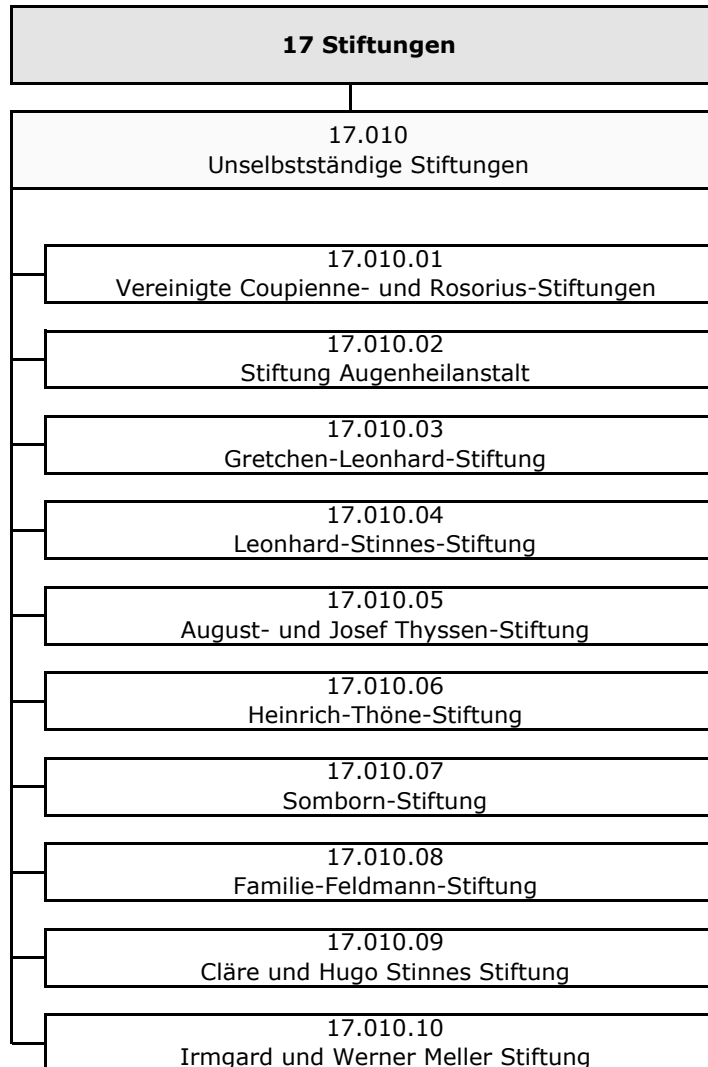 17 Stiftungen
17.010
Unselbstständige Stiftungen
17.010.01
Vereinigte Coupienne- und Rosorius-Stiftungen
17.010.02
Stiftung Augenheilanstalt
17.010.03
Gretchen-Leonhard-Stiftung
17.010.04
Leonhard-Stinnes-Stiftung
17.010.05
August- und Josef Thyssen-Stiftung
17.010.06
Heinrich-Thöne-Stiftung
17.010.07
Somborn-Stiftung
17.010.08
Familie-Feldmann-Stiftung
17.010.09
Cläre und Hugo Stinnes Stiftung
17.010.10
Irmgard und Werner Meller Stiftung